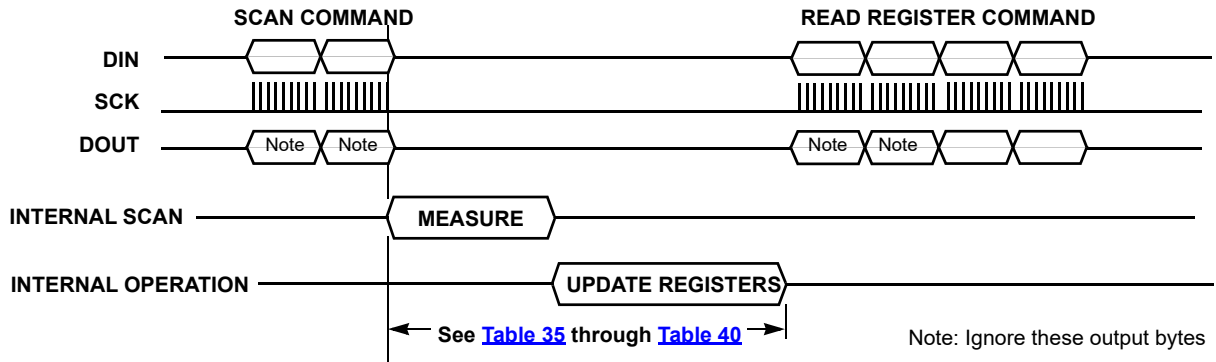 SCAN COMMAND
READ REGISTER COMMAND
DIN
SCK
DOUT
Note
Note
Note
Note
INTERNAL SCAN
MEASURE
INTERNAL OPERATION
UPDATE REGISTERS
See Table 35 through Table 40
Note: Ignore these output bytes